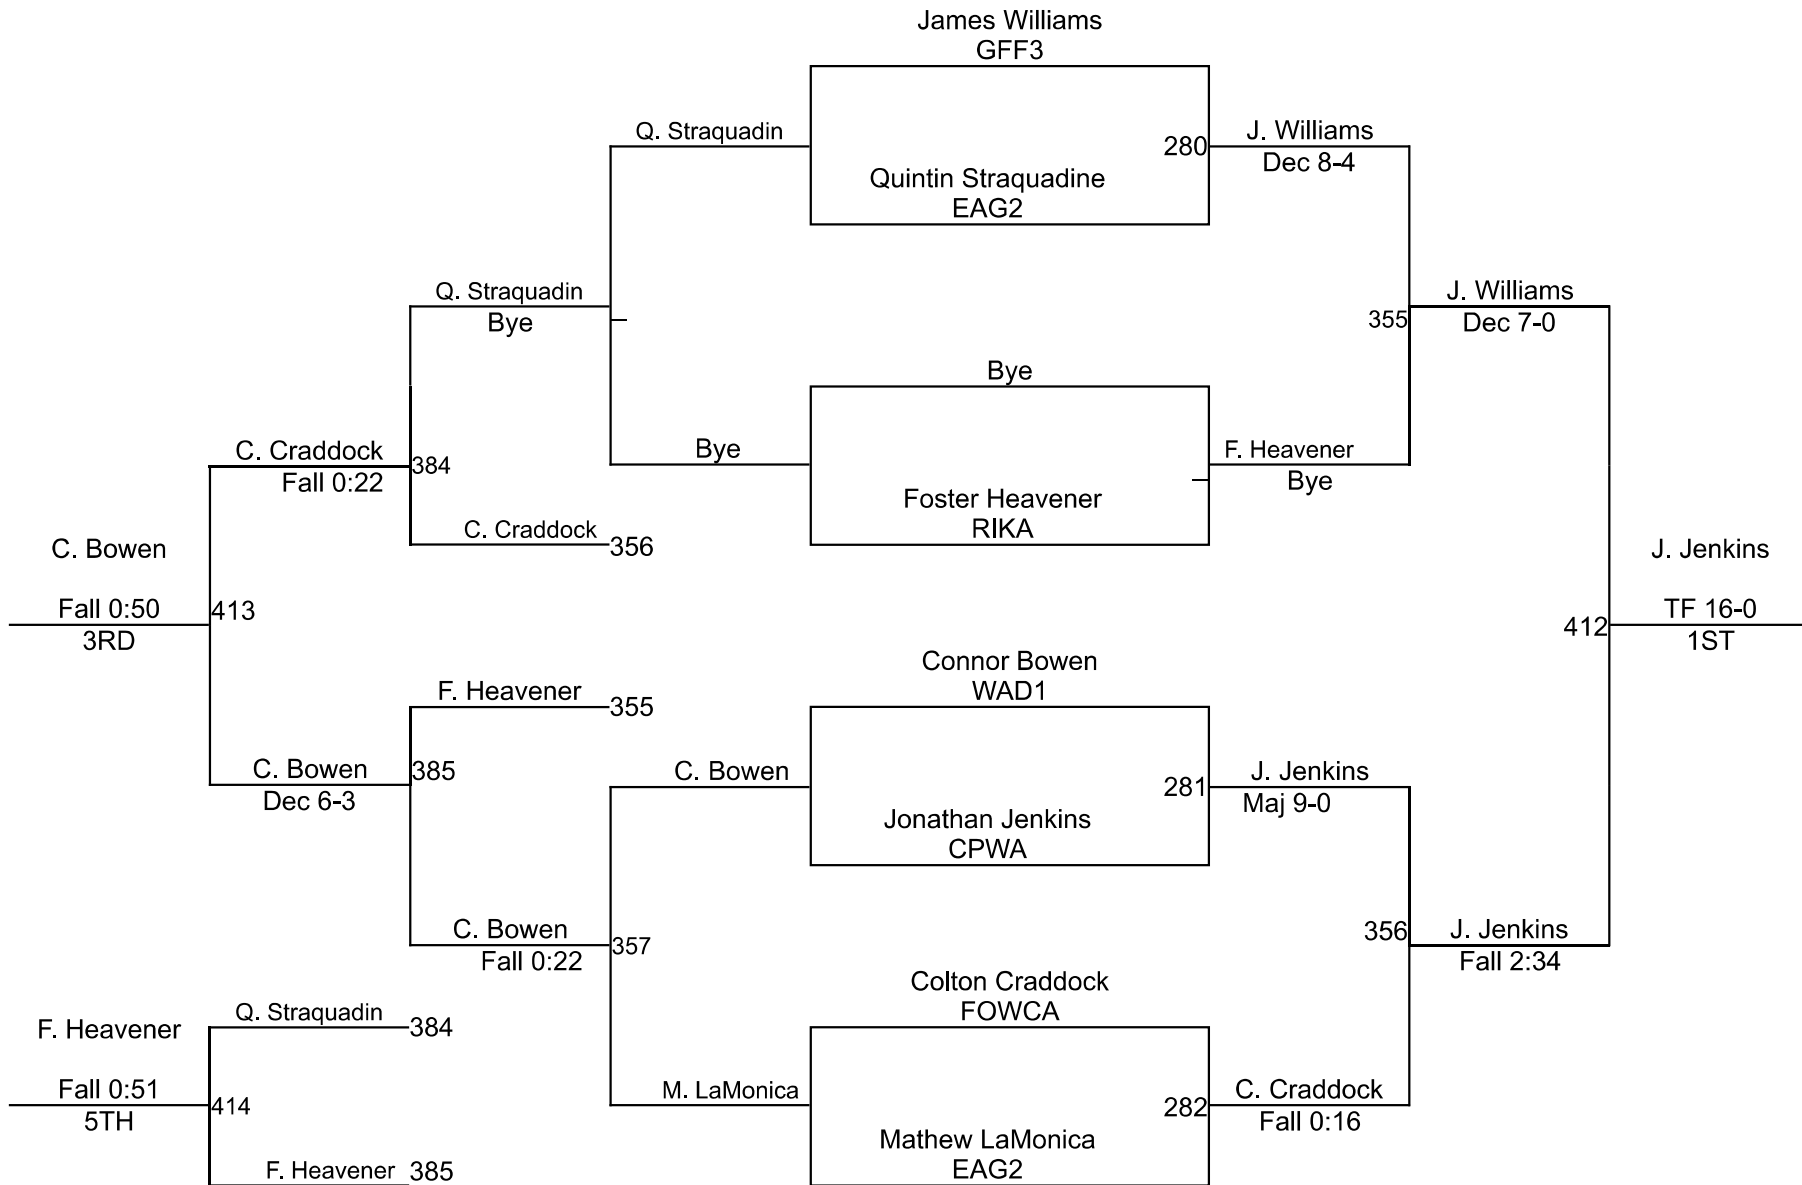 James Williams
GFF3
Q. Straquadin
280
J. Williams
Dec 8-4
Quintin Straquadine
EAG2
Q. Straquadin
Bye
355
J. Williams
Dec 7-0
Bye
C. Craddock
Fall 0:22
384
Bye
F. Heavener
Bye
Foster Heavener
RIKA
C. Craddock
356
C. Bowen
Fall 0:50
3RD
413
J. Jenkins
TF 16-0
1ST
412
Connor Bowen
WAD1
F. Heavener
355
C. Bowen
Dec 6-3
385
C. Bowen
281
J. Jenkins
Maj 9-0
Jonathan Jenkins
CPWA
C. Bowen
Fall 0:22
357
356
J. Jenkins
Fall 2:34
Colton Craddock
FOWCA
Q. Straquadin
384
F. Heavener
Fall 0:51
5TH
414
M. LaMonica
282
C. Craddock
Fall 0:16
Mathew LaMonica
EAG2
F. Heavener
385